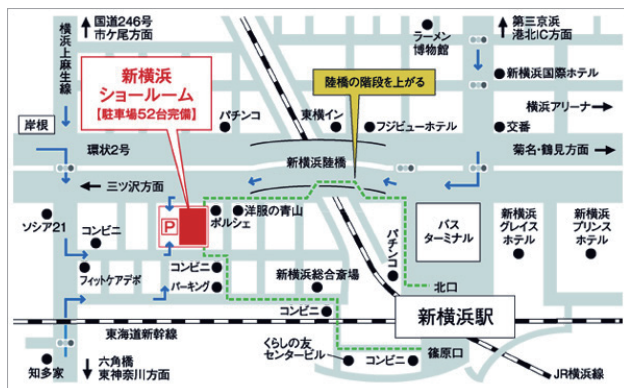 国道246号
市ケ尾方面
横浜上麻生線
新横浜
ショールーム
【駐車場52台完備】
ラーメン
博物館
第三京浜
港北IC方面
新横浜国際ホテル
陸橋の階段を上がる
横浜アリーナ
岸根
パチンコ
東横イン
フジビューホテル
交番
環状2号
新横浜陸橋
菊名・鶴見方面
三ツ沢方面
ソシア21
コンビニ
P
ポルシェ
洋服の青山
パチンコ
バス
ターミナル
新横浜
グレイス
ホテル
新横浜
プリンス
ホテル
フィットケアデポ
コンビニ
パーキング
新横浜総合斎場
北口
コンビニ
新横浜駅
東海道新幹線
くらしの友
センタービル
コンビニ
篠原口
知多家
六角橋
東神奈川方面
JR横浜線